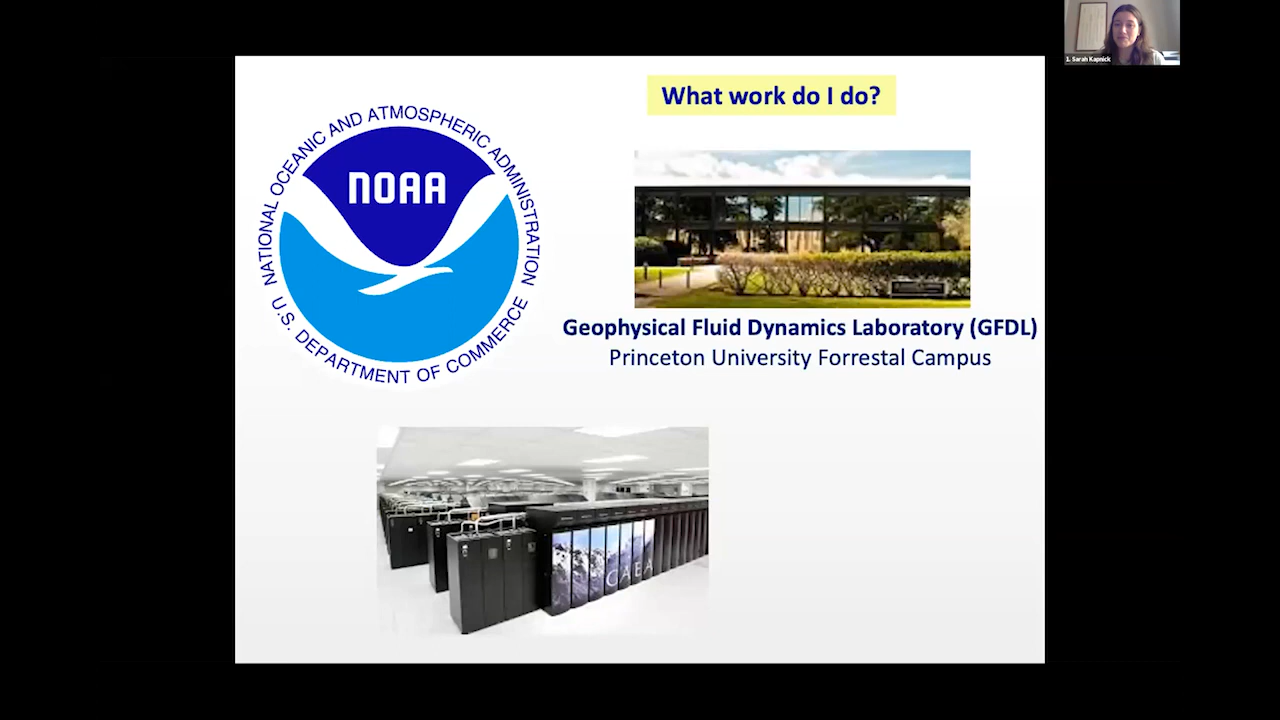 1. Sarah Kapnick
What work do I do?
NATIONAL OCEANIC AND ATMOSPHERIC ADMINISTRATION
NOAA
U.S. DEPARTMENT OF COMMERCE
Geophysical Fluid Dynamics Laboratory (GFDL)
Princeton University Forrestal Campus
GAEA